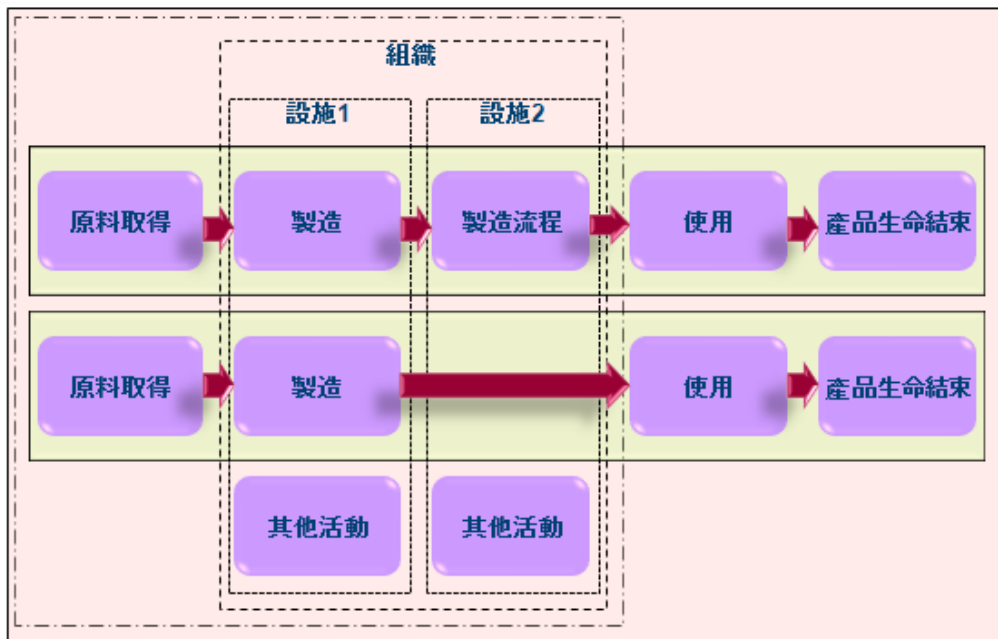 組織
設施1
設施2
原料取得
製造
製造流程
使用
產品生命結束
原料取得
製造
使用
產品生命結束
其他活動
其他活動